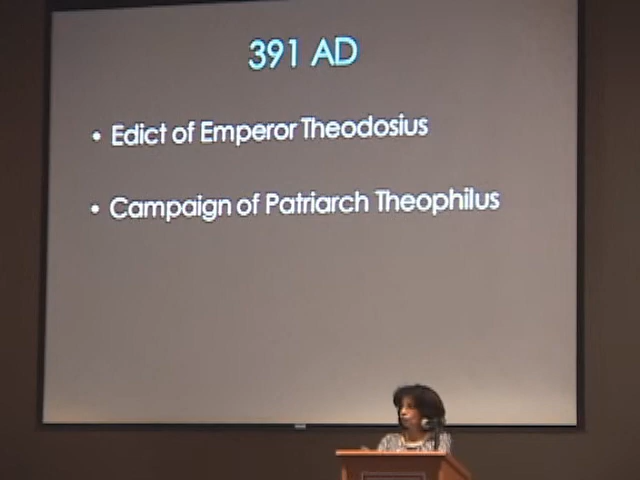 391 AD
• Edict of Emperor Theodosius
• Campaign of Patriarch Theophilus